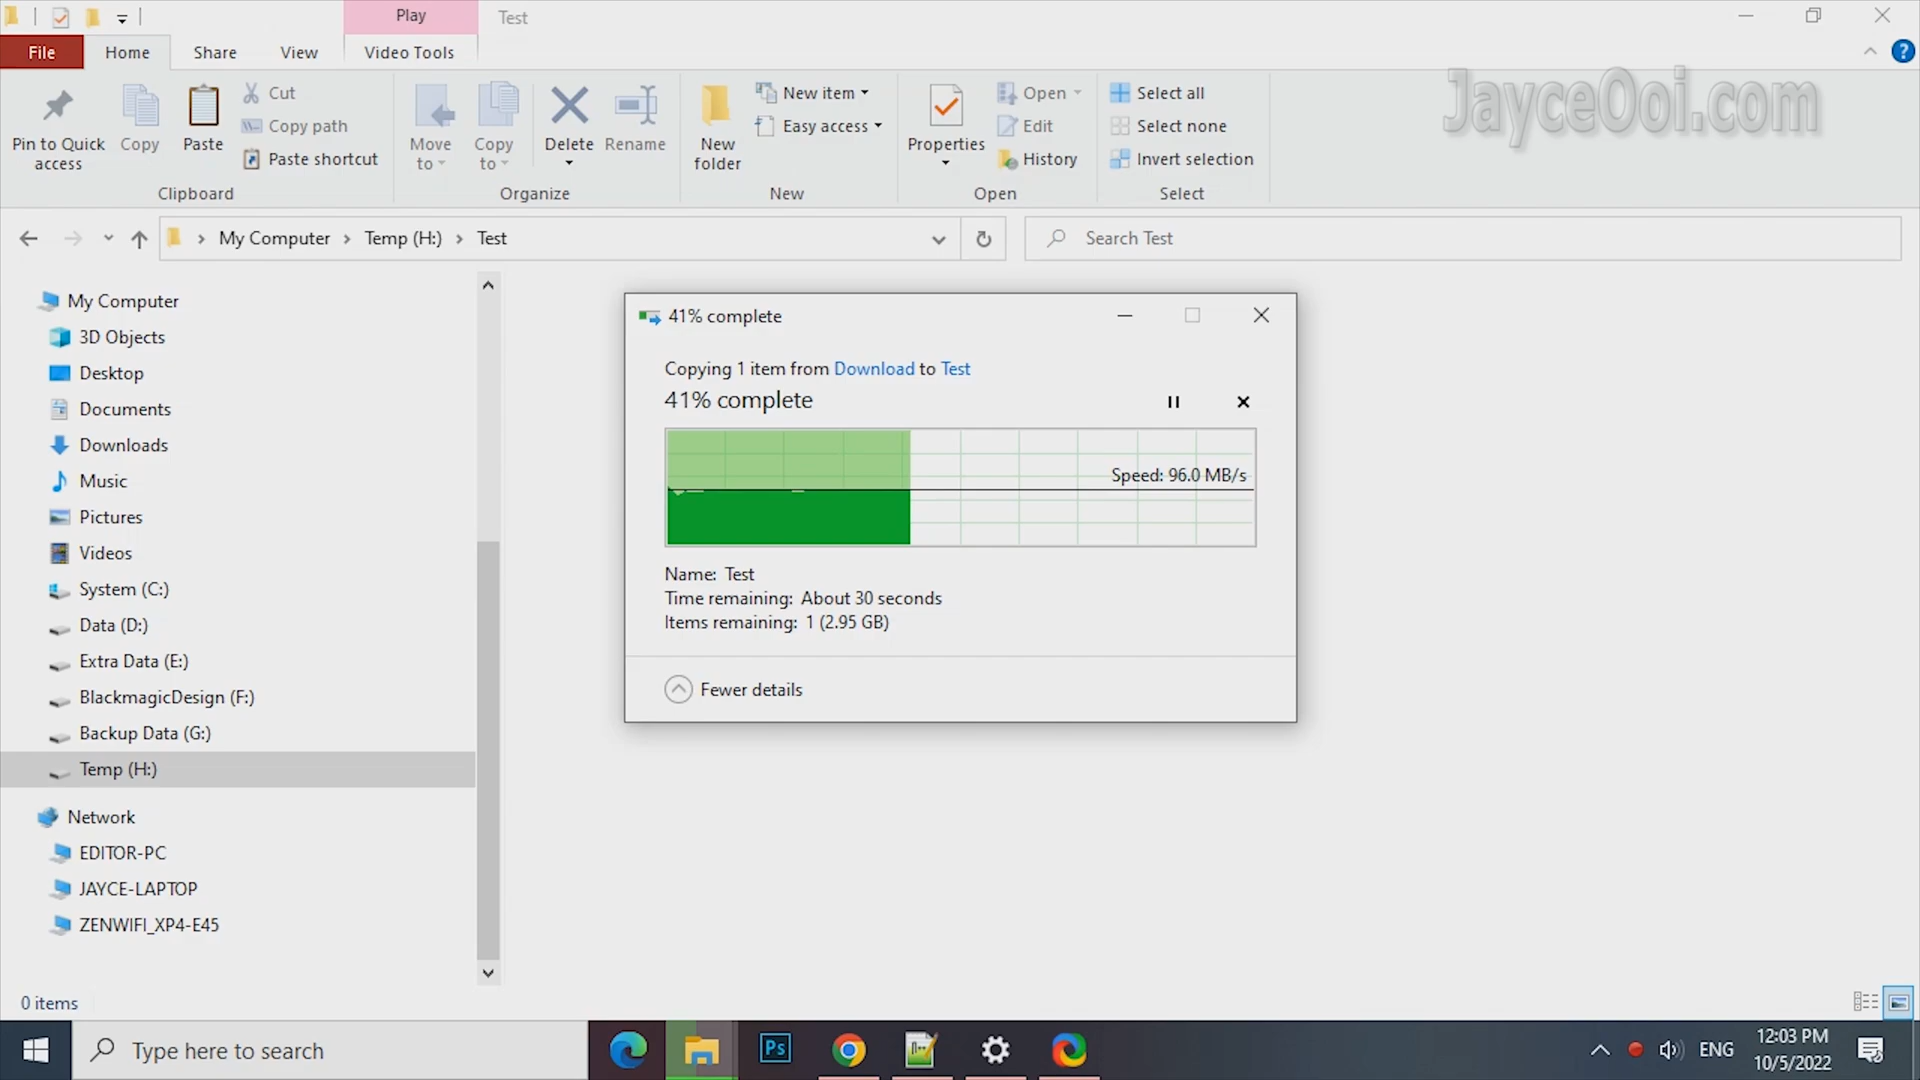 Play
Test
File
Home
Share
View
Video Tools
JayceOoi.com
Pin to Quick access
Copy
Paste
Cut
Copy path
Paste shortcut
Clipboard
Move to
Copy to
Delete
Rename
Organize
New folder
New item
Easy access
New
Properties
Open
Edit
History
Open
Select all
Select none
Invert selection
Select
My Computer
Temp (H:)
Test
Search Test
My Computer
3D Objects
Desktop
Documents
Downloads
Music
Pictures
Videos
System (C:)
Data (D:)
Extra Data (E:)
BlackmagicDesign (F:)
Backup Data (G:)
Temp (H:)
Network
EDITOR-PC
JAYCE-LAPTOP
ZENWIFI_XP4-E45
41% complete
Copying 1 item from Download to Test
41% complete
Speed: 96.0 MB/s
Name: Test
Time remaining: About 30 seconds
Items remaining: 1 (2.95 GB)
Fewer details
0 items
Type here to search
Ps
ENG
12:03 PM
10/5/2022